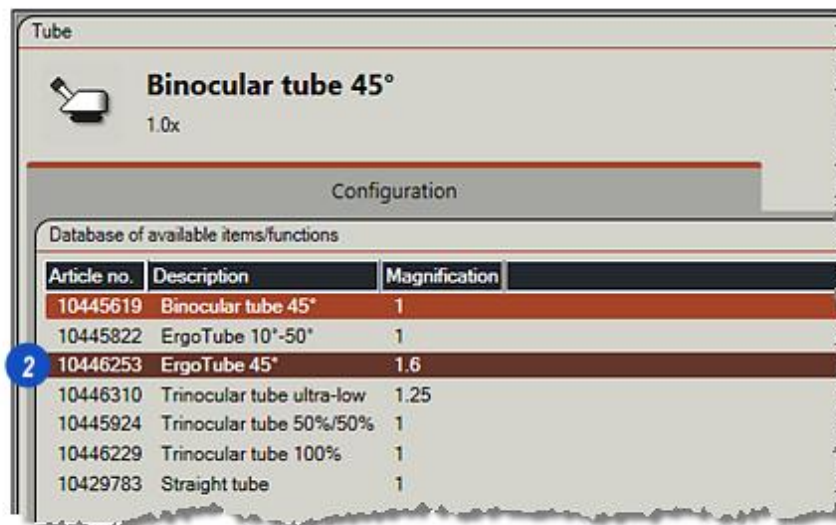 Tube
Binocular tube 45°
1.0x
Configuration
Database of available items/functions
Article no. Description Magnification
10445619 Binocular tube 45° 1
10445822 ErgoTube 10°-50° 1
2 10446253 ErgoTube 45° 1.6
10446310 Trinocular tube ultra-low 1.25
10445924 Trinocular tube 50%/50% 1
10446229 Trinocular tube 100% 1
10429783 Straight tube 1